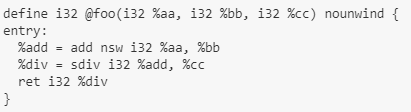 define i32 @foo(i32 %aa, i32 %bb, i32 %cc) nounwind {
entry:
  %add = add nsw i32 %aa, %bb
  %div = sdiv i32 %add, %cc
  ret i32 %div
}